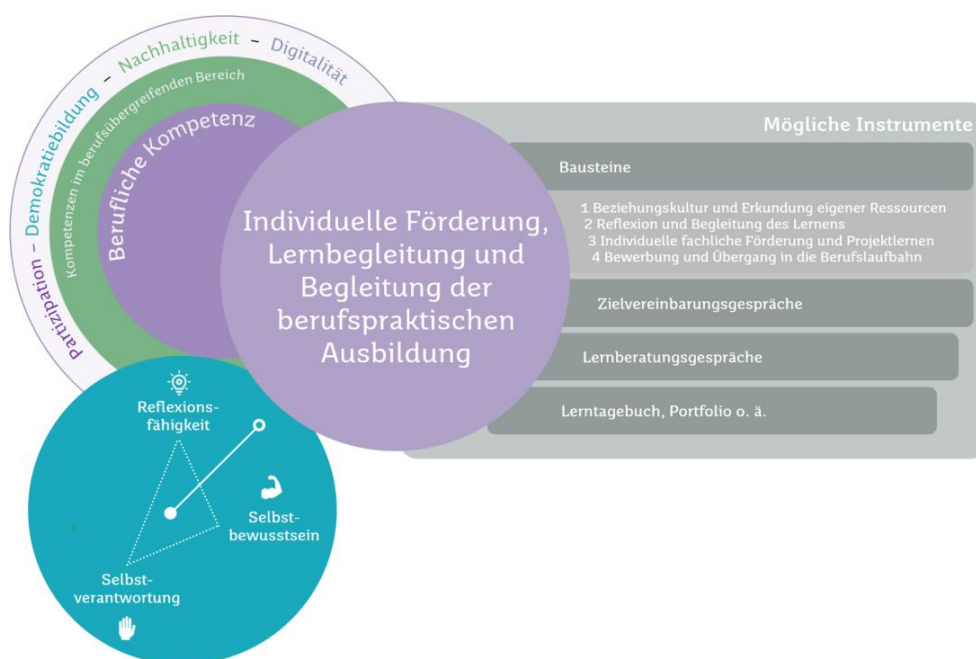 Partizipation – Demokratiebildung – Nachhaltigkeit – Digitalität
Kompetenzen im berufsübergreifenden Bereich
Berufliche Kompetenz
Individuelle Förderung,
Lernbegleitung und
Begleitung der
berufspraktischen
Ausbildung
Mögliche Instrumente
Bausteine
1 Beziehungskultur und Erkundung eigener Ressourcen
2 Reflexion und Begleitung des Lernens
3 Individuelle fachliche Förderung und Projektlernen
4 Bewerbung und Übergang in die Berufslaufbahn
Zielvereinbarungsgespräche
Lernberatungsgespräche
Lerntagebuch, Portfolio o. ä.
Reflexions-
fähigkeit
Selbst-
bewusstsein
Selbst-
verantwortung